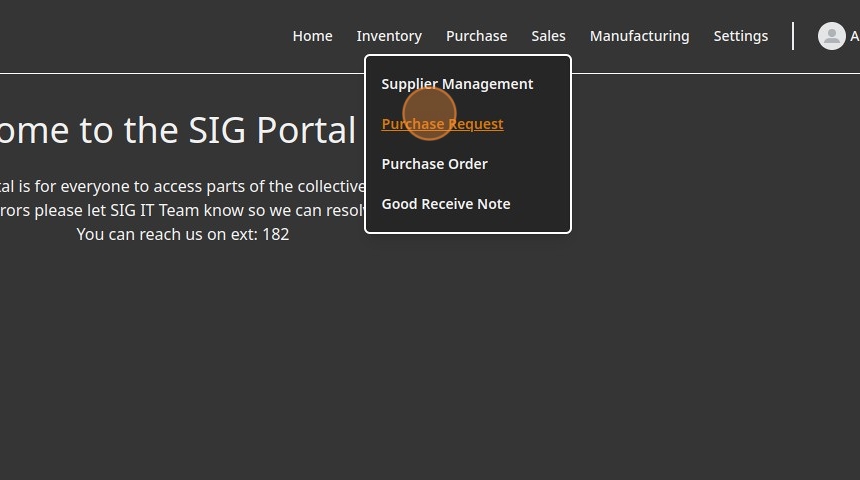 Home Inventory Purchase Sales Manufacturing Settings A
Supplier Management
Purchase Request
Purchase Order
Good Receive Note
ome to the SIG Portal
tal is for everyone to access parts of the collective
rors please let SIG IT Team know so we can resol
You can reach us on ext: 182